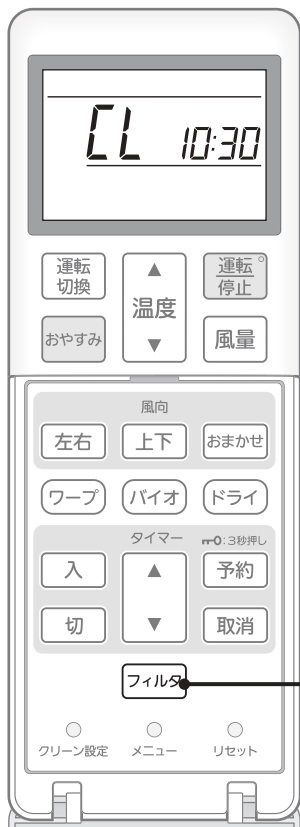 CL 10:30
運転 切換
温度
運転 停止
おやすみ
風量
風向
左右 上下 おまかせ
ワープ バイオ ドライ
タイマー :3秒押し
入 予約
切 取消
フィルタ
クリーン設定 メニュー リセット